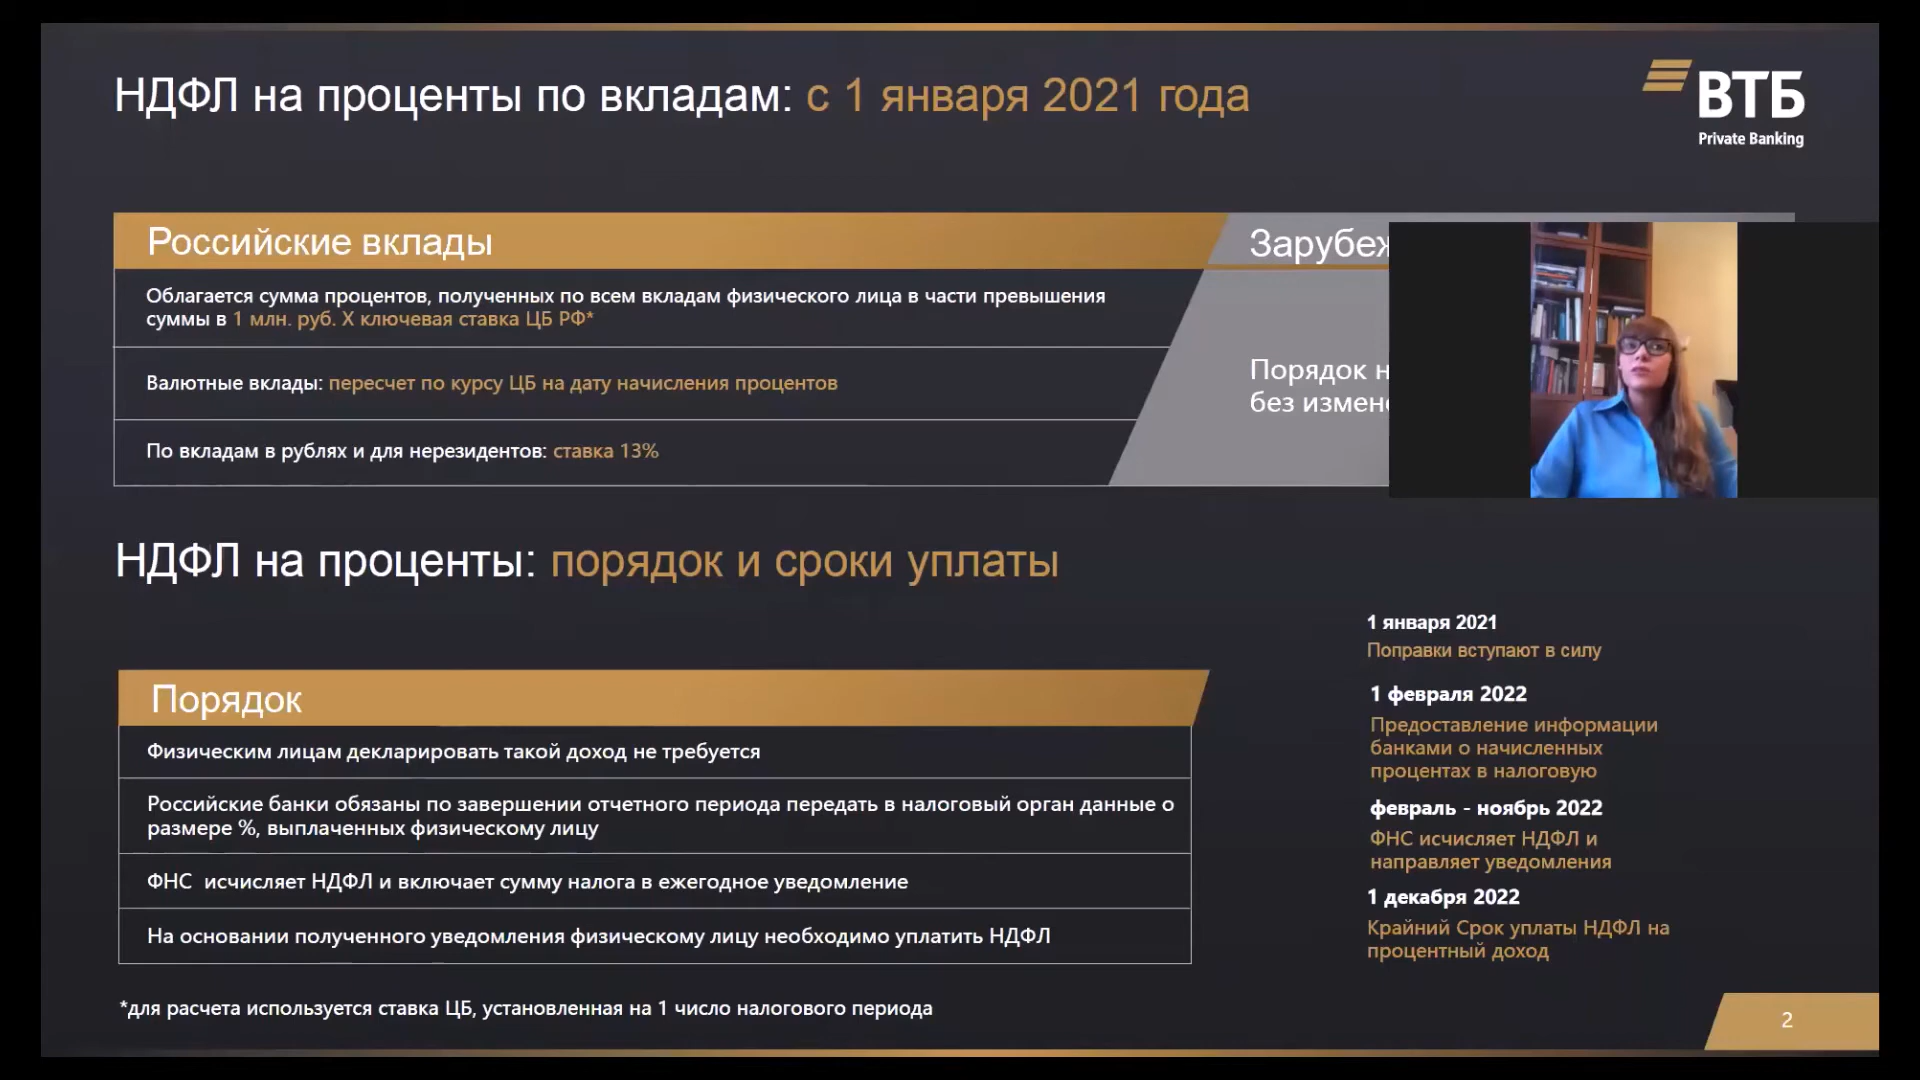 НДФЛ на проценты по вкладам: с 1 января 2021 года
ВТБ
Private Banking
Российские вклады
Облагается сумма процентов, полученных по всем вкладам физического лица в части превышения
суммы в 1 млн. руб. Х ключевая ставка ЦБ РФ*
Валютные вклады: пересчет по курсу ЦБ на дату начисления процентов
По вкладам в рублях и для нерезидентов: ставка 13%
Порядок
без
НДФЛ на проценты: порядок и сроки уплаты
Порядок
Физическим лицам декларировать такой доход не требуется
Российские банки обязаны по завершении отчетного периода передать в налоговый орган данные о
размере %, выплаченных физическому лицу
ФНС исчисляет НДФЛ и включает сумму налога в ежегодное уведомление
На основании полученного уведомления физическому лицу необходимо уплатить НДФЛ
1 января 2021
Поправки вступают в силу
1 февраля 2022
Предоставление информации
банками о начисленных
процентах в налоговую
февраль - ноябрь 2022
ФНС исчисляет НДФЛ и
направляет уведомления
1 декабря 2022
Крайний Срок уплаты НДФЛ на
процентный доход
*для расчета используется ставка ЦБ, установленная на 1 число налогового периода
2